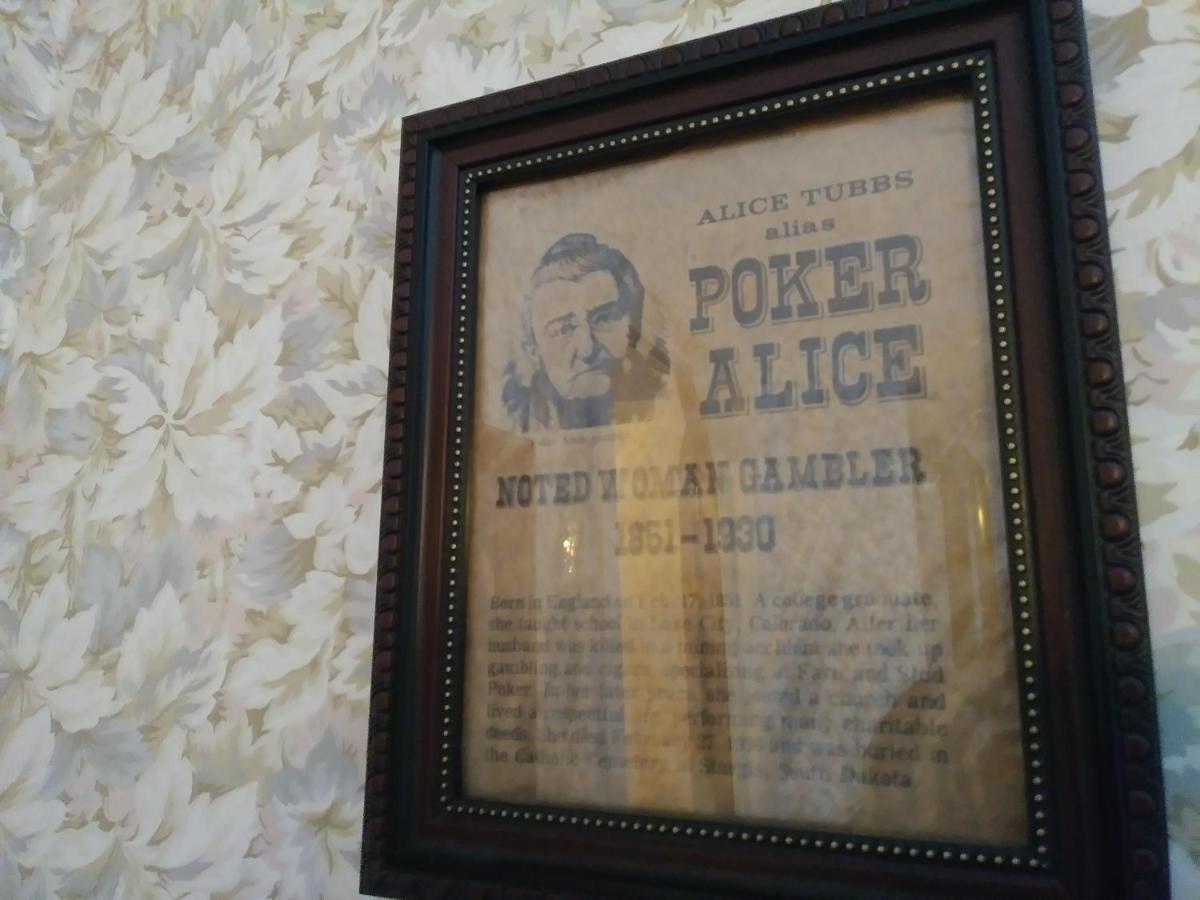 ALICE TUBBS
alias
POKER
ALICE
NOTED WOMAN GAMBLER
1851-1930
Born in England on Feb. 17, 1851. A college graduate,
she taught school in Lake City, Colorado. After her
husband was killed in a mining accident she took up
gambling and cigars, specializing in Faro and Stud
Poker. In her later years, she joined a church and
lived a respectful life, performing many charitable
deeds. She died February 27, 1930 and was buried in
the Catholic Cemetery at Sturgis, South Dakota.